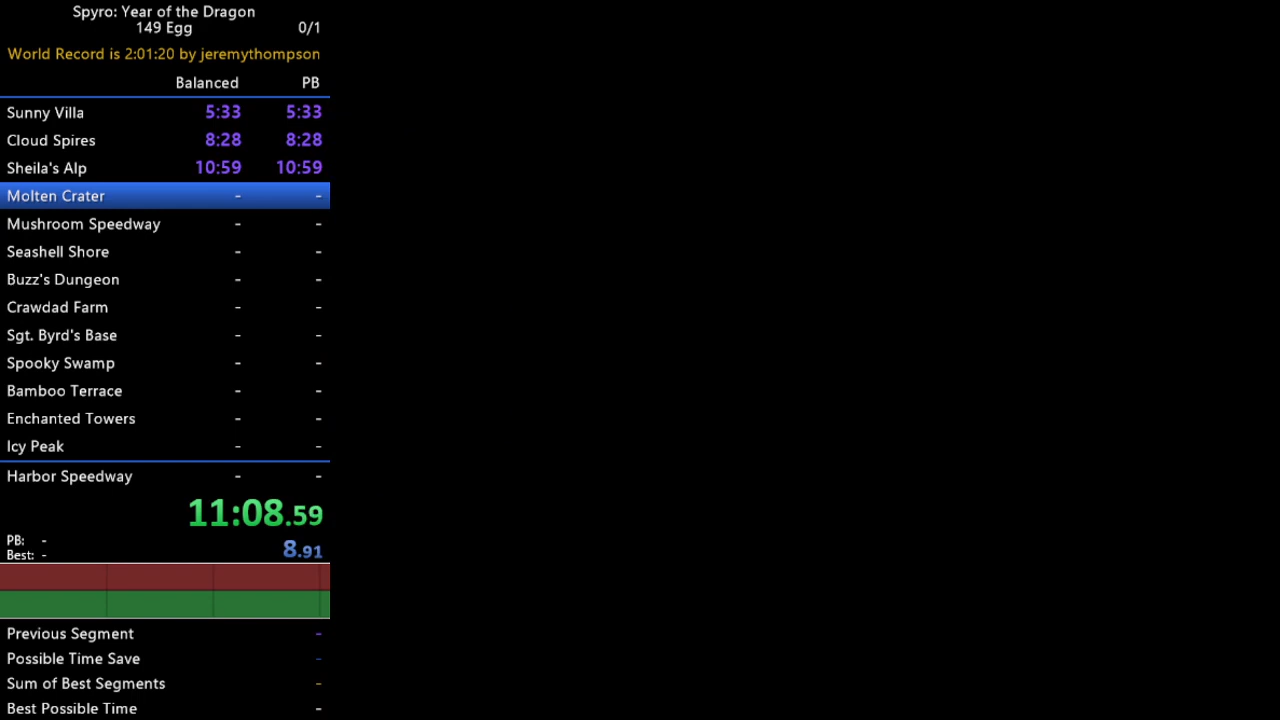 Spyro: Year of the Dragon
149 Egg 0/1
World Record is 2:01:20 by jeremythompson
Balanced PB
Sunny Villa 5:33 5:33
Cloud Spires 8:28 8:28
Sheila's Alp 10:59 10:59
Molten Crater - -
Mushroom Speedway - -
Seashell Shore - -
Buzz's Dungeon - -
Crawdad Farm - -
Sgt. Byrd's Base - -
Spooky Swamp - -
Bamboo Terrace - -
Enchanted Towers - -
Icy Peak - -
Harbor Speedway - -
11:08.59
PB: -
Best: - 8.91
Previous Segment -
Possible Time Save -
Sum of Best Segments -
Best Possible Time -